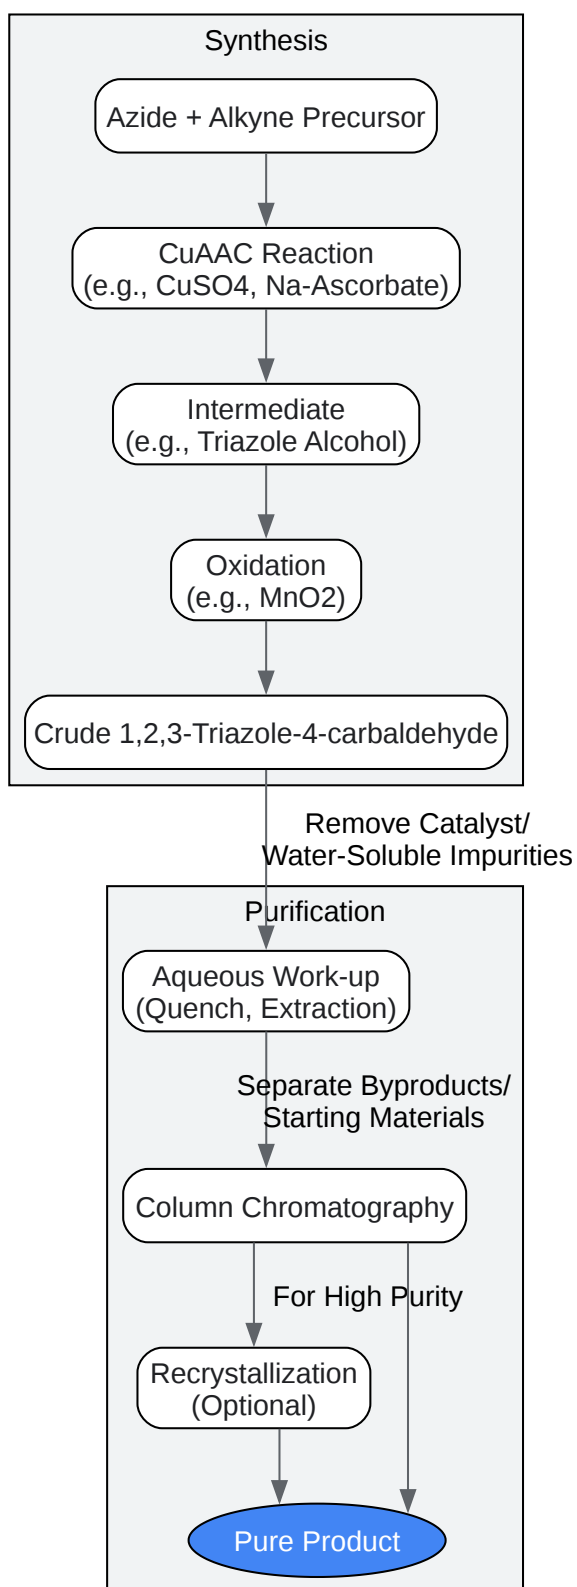 Synthesis
Azide + Alkyne Precursor
CuAAC Reaction
(e.g., CuSO4, Na-Ascorbate)
Intermediate
(e.g., Triazole Alcohol)
Oxidation
(e.g., MnO2)
Crude 1,2,3-Triazole-4-carbaldehyde
Remove Catalyst/
Water-Soluble Impurities
Purification
Aqueous Work-up
(Quench, Extraction)
Separate Byproducts/
Starting Materials
Column Chromatography
For High Purity
Recrystallization
(Optional)
Pure Product